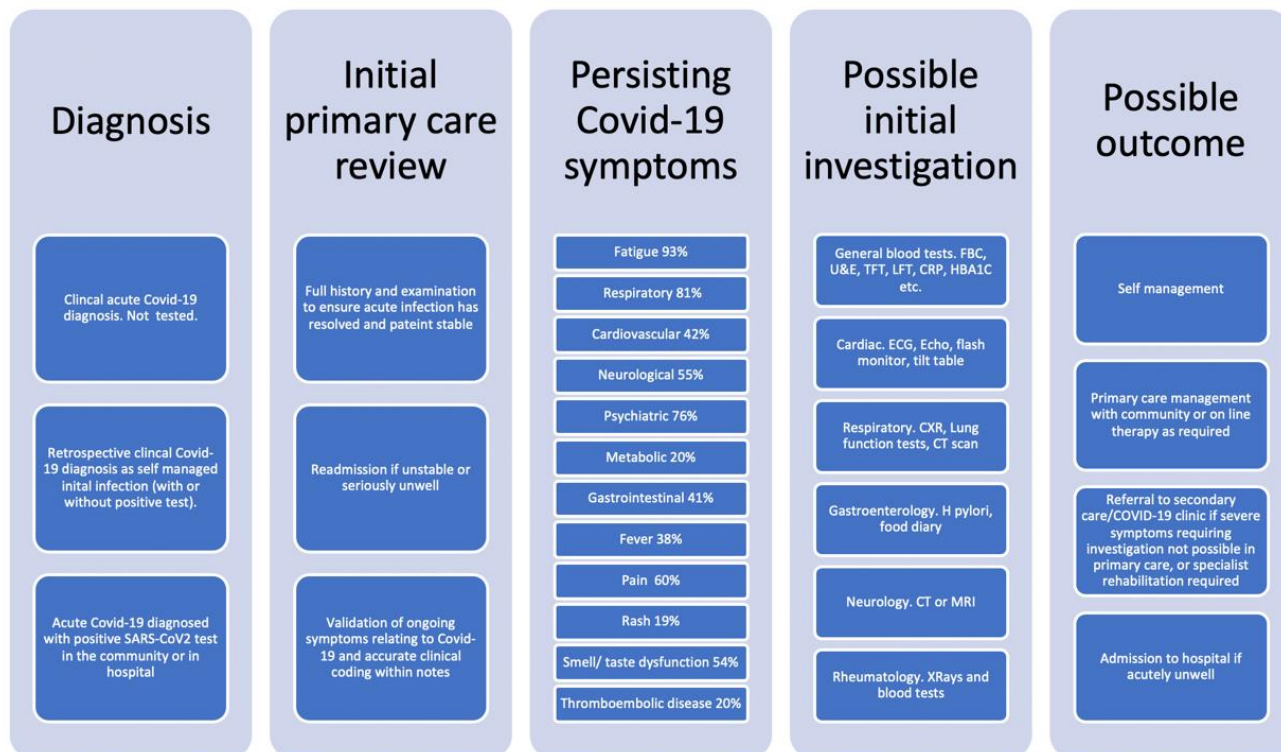 Diagnosis
Clincal acute Covid-19
diagnosis. Not tested.
Retrospective clincal Covid-
19 diagnosis as self managed
inital infection (with or
without positive test).
Acute Covid-19 diagnosed
with positive SARS-CoV2 test
in the community or in
hospital
Initial
primary care
review
Full history and examination
to ensure acute infection has
resolved and pateint stable
Readmission if unstable or
seriously unwell
Validation of ongoing
symptoms relating to Covid-
19 and accurate clinical
coding within notes
Persisting
Covid-19
symptoms
Fatigue 93%
Respiratory 81%
Cardiovascular 42%
Neurological 55%
Psychiatric 76%
Metabolic 20%
Gastrointestinal 41%
Fever 38%
Pain 60%
Rash 19%
Smell/ taste dysfunction 54%
Thromboembolic disease 20%
Possible
initial
investigation
General blood tests. FBC,
U&E, TFT, LFT, CRP, HBA1C
etc.
Cardiac. ECG, Echo, flash
monitor, tilt table
Respiratory. CXR, Lung
function tests, CT scan
Gastroenterology. H pylori,
food diary
Neurology. CT or MRI
Rheumatology. XRays and
blood tests
Possible
outcome
Self management
Primary care management
with community or on line
therapy as required
Referral to secondary
care/COVID-19 clinic if severe
symptoms requiring
investigation not possible in
primary care, or specialist
rehabilitation required
Admission to hospital if
acutely unwell